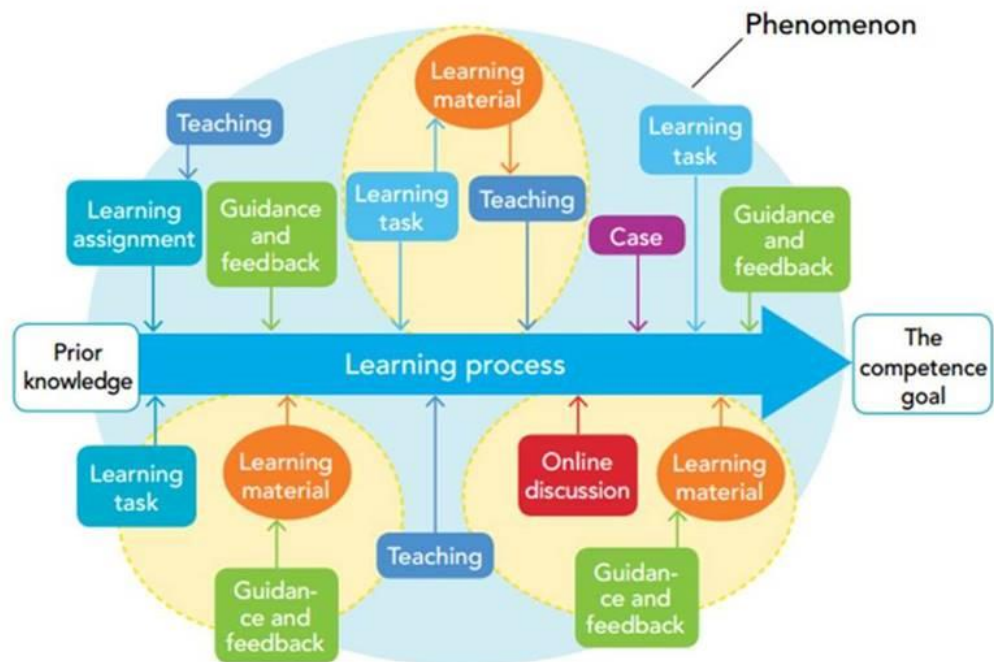 Phenomenon
Learning
material
Teaching
Learning
task
Learning
assignment
Guidance
and
feedback
Learning
task
Teaching
Case
Guidance
and
feedback
Prior
knowledge
Learning process
The
competence
goal
Learning
task
Learning
material
Online
discussion
Learning
material
Teaching
Guidan-
ce and
feedback
Guidan-
ce and
feedback